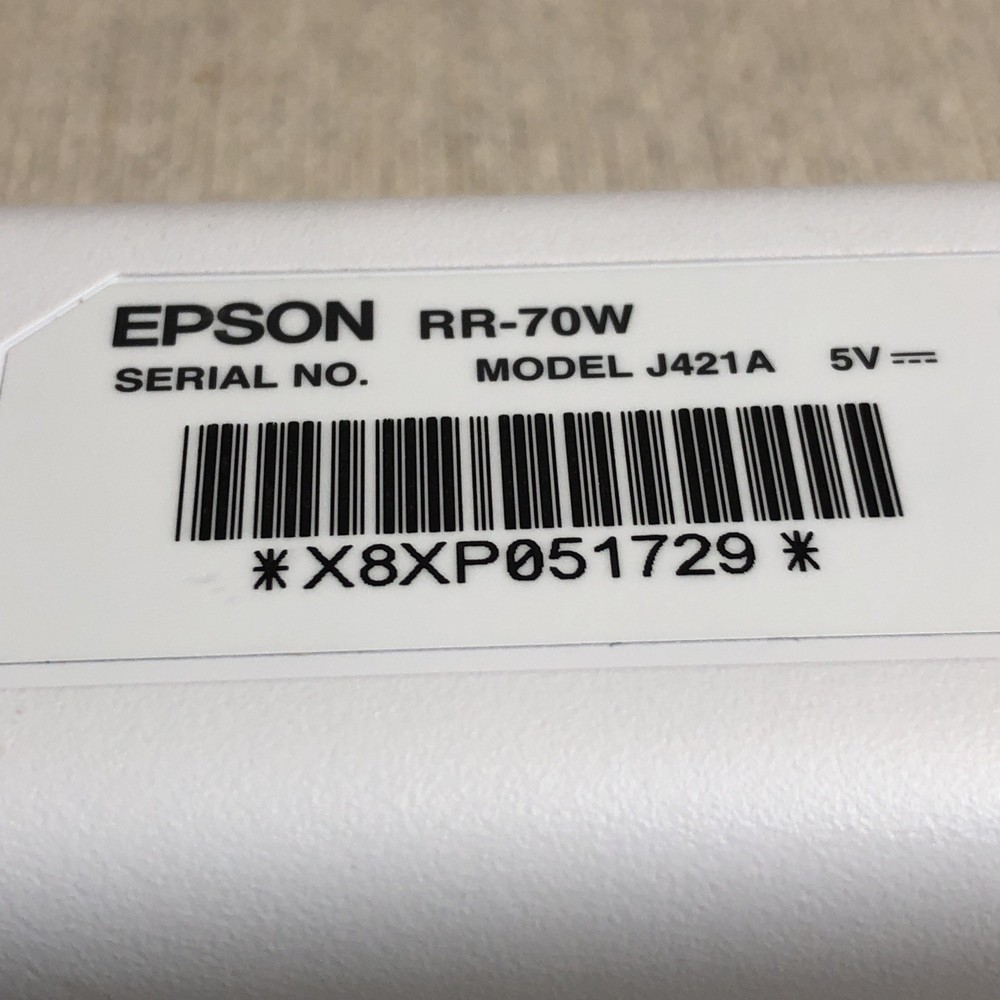 EPSON RR-70W
SERIAL NO. MODEL J421A 5V ⎓
*X8XP051729*